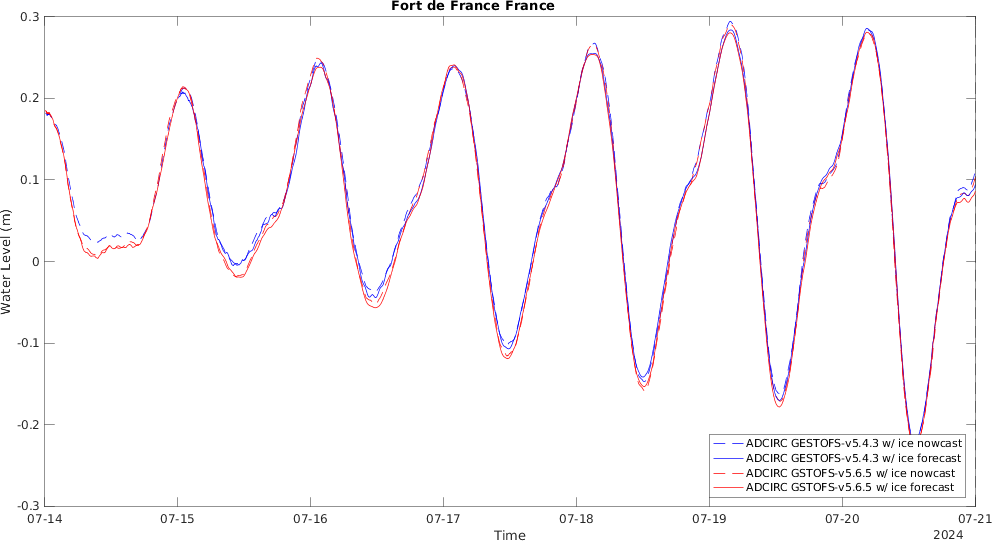 Fort de France France
0.3
0.2
0.1
0
-0.1
-0.2
-0.3
Water Level (m)
ADCIRC GESTOFS-v5.4.3 w/ ice nowcast
ADCIRC GESTOFS-v5.4.3 w/ ice forecast
ADCIRC GSTOFS-v5.6.5 w/ ice nowcast
ADCIRC GSTOFS-v5.6.5 w/ ice forecast
07-14 07-15 07-16 07-17 07-18 07-19 07-20 07-21
Time
2024